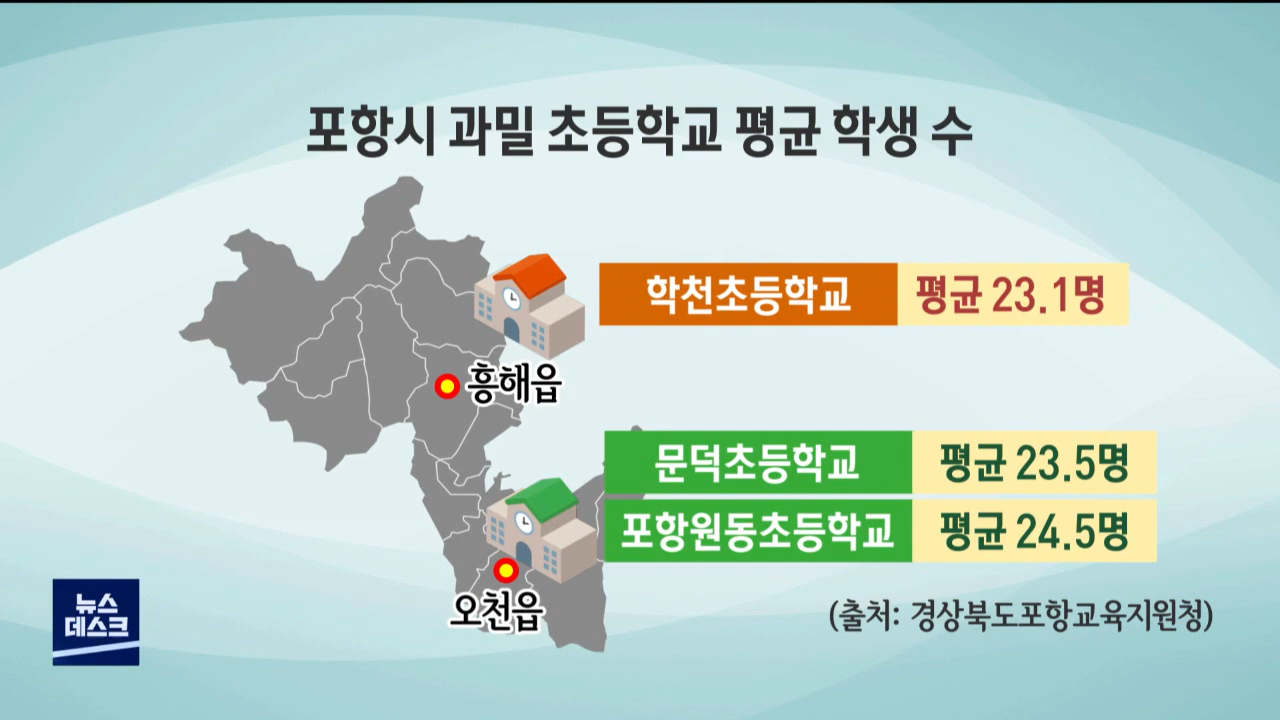 포항시 과밀 초등학교 평균 학생 수
학천초등학교 평균 23.1명
흥해읍
문덕초등학교 평균 23.5명
포항원동초등학교 평균 24.5명
오천읍
(출처: 경상북도포항교육지원청)
뉴스
데스크